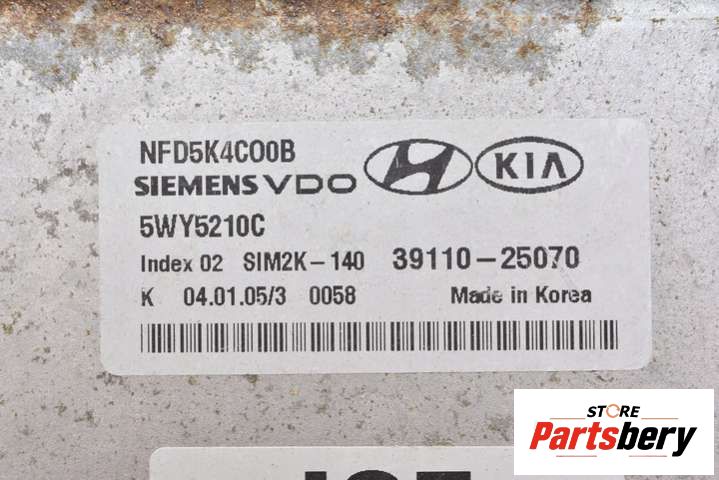 NFD5K4CO0B
SIEMENS VDO
KIA
5WY5210C
Index 02 SIM2K-140 39110-25070
K 04.01.05/3 0058 Made in Korea
STORE
Partsbery